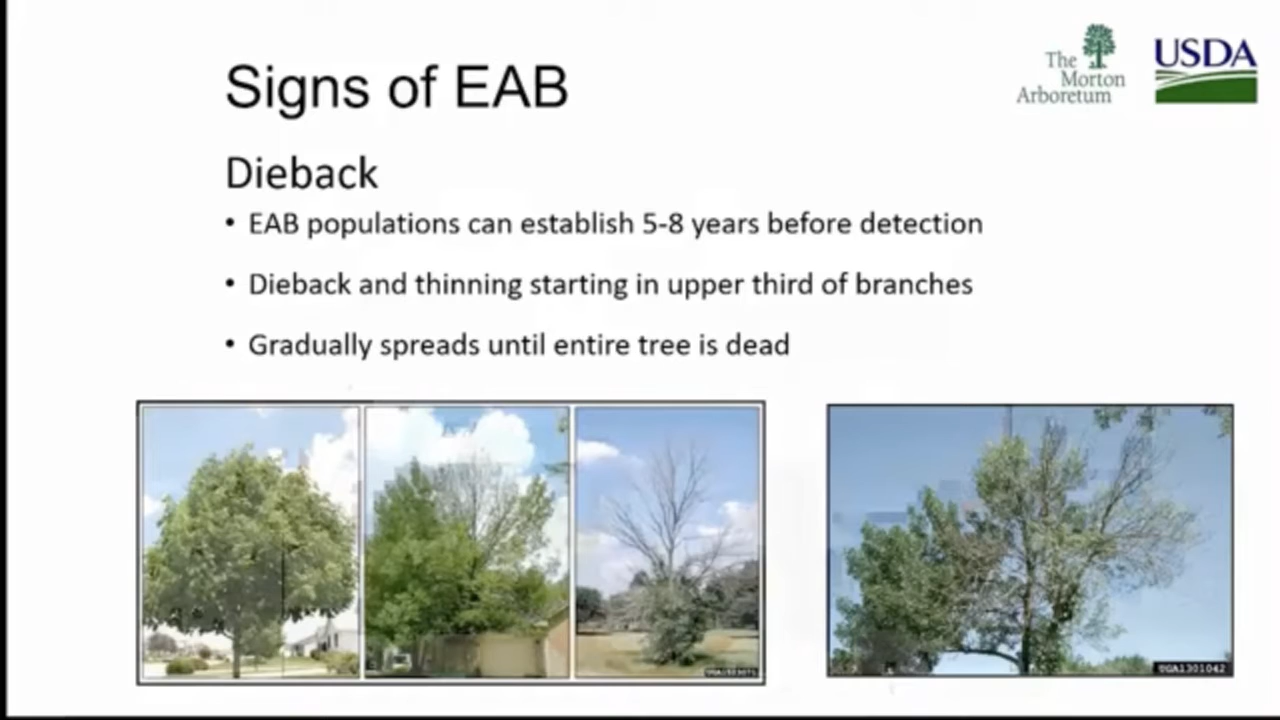 Signs of EAB
The
Morton
Arboretum
USDA
Dieback
• EAB populations can establish 5-8 years before detection
• Dieback and thinning starting in upper third of branches
• Gradually spreads until entire tree is dead
UGA1301042